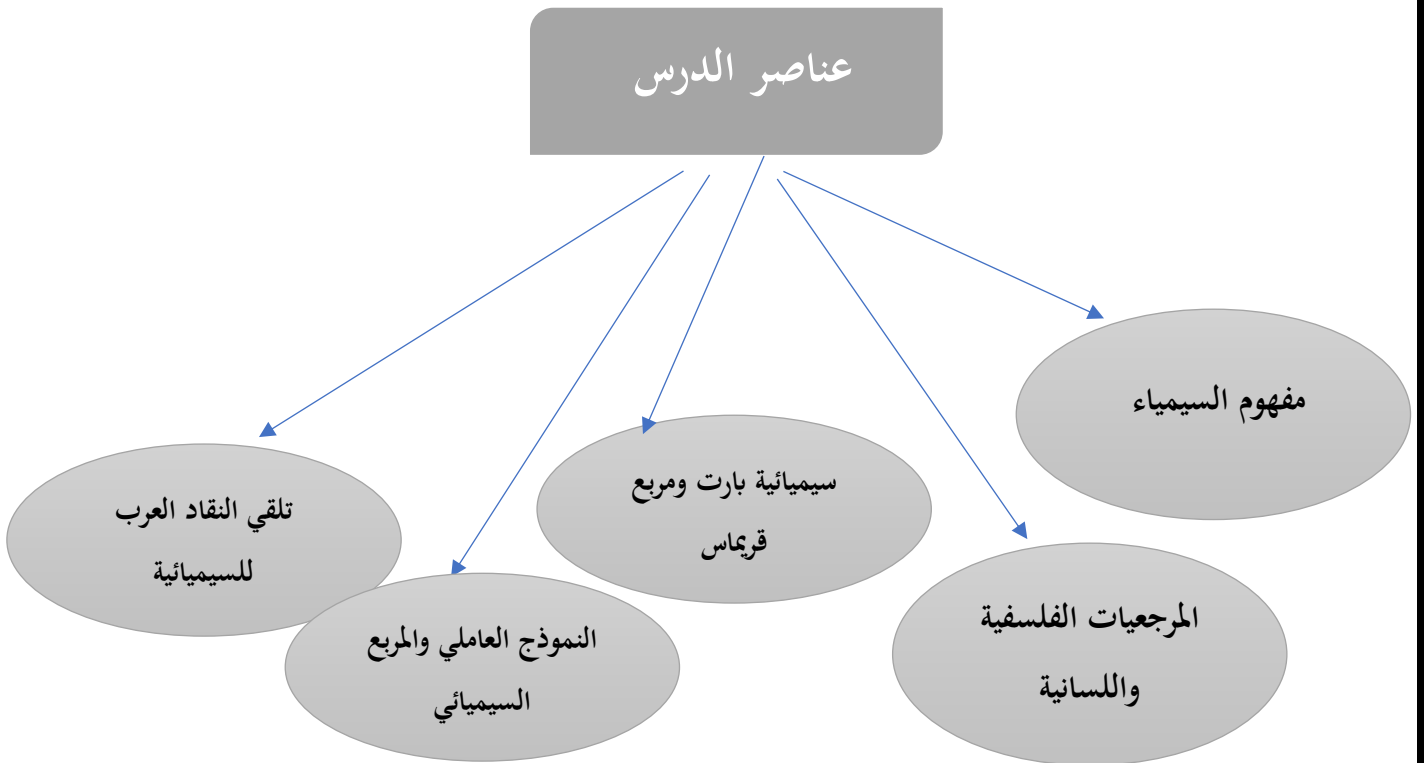 عناصر الدرس
مفهوم السيمياء
المرجعيات الفلسفية
واللسانية
سيميائية بارت ومربع
قريماس
النموذج العاملي والمربع
السيميائي
تلقي النقاد العرب
للسيميائية